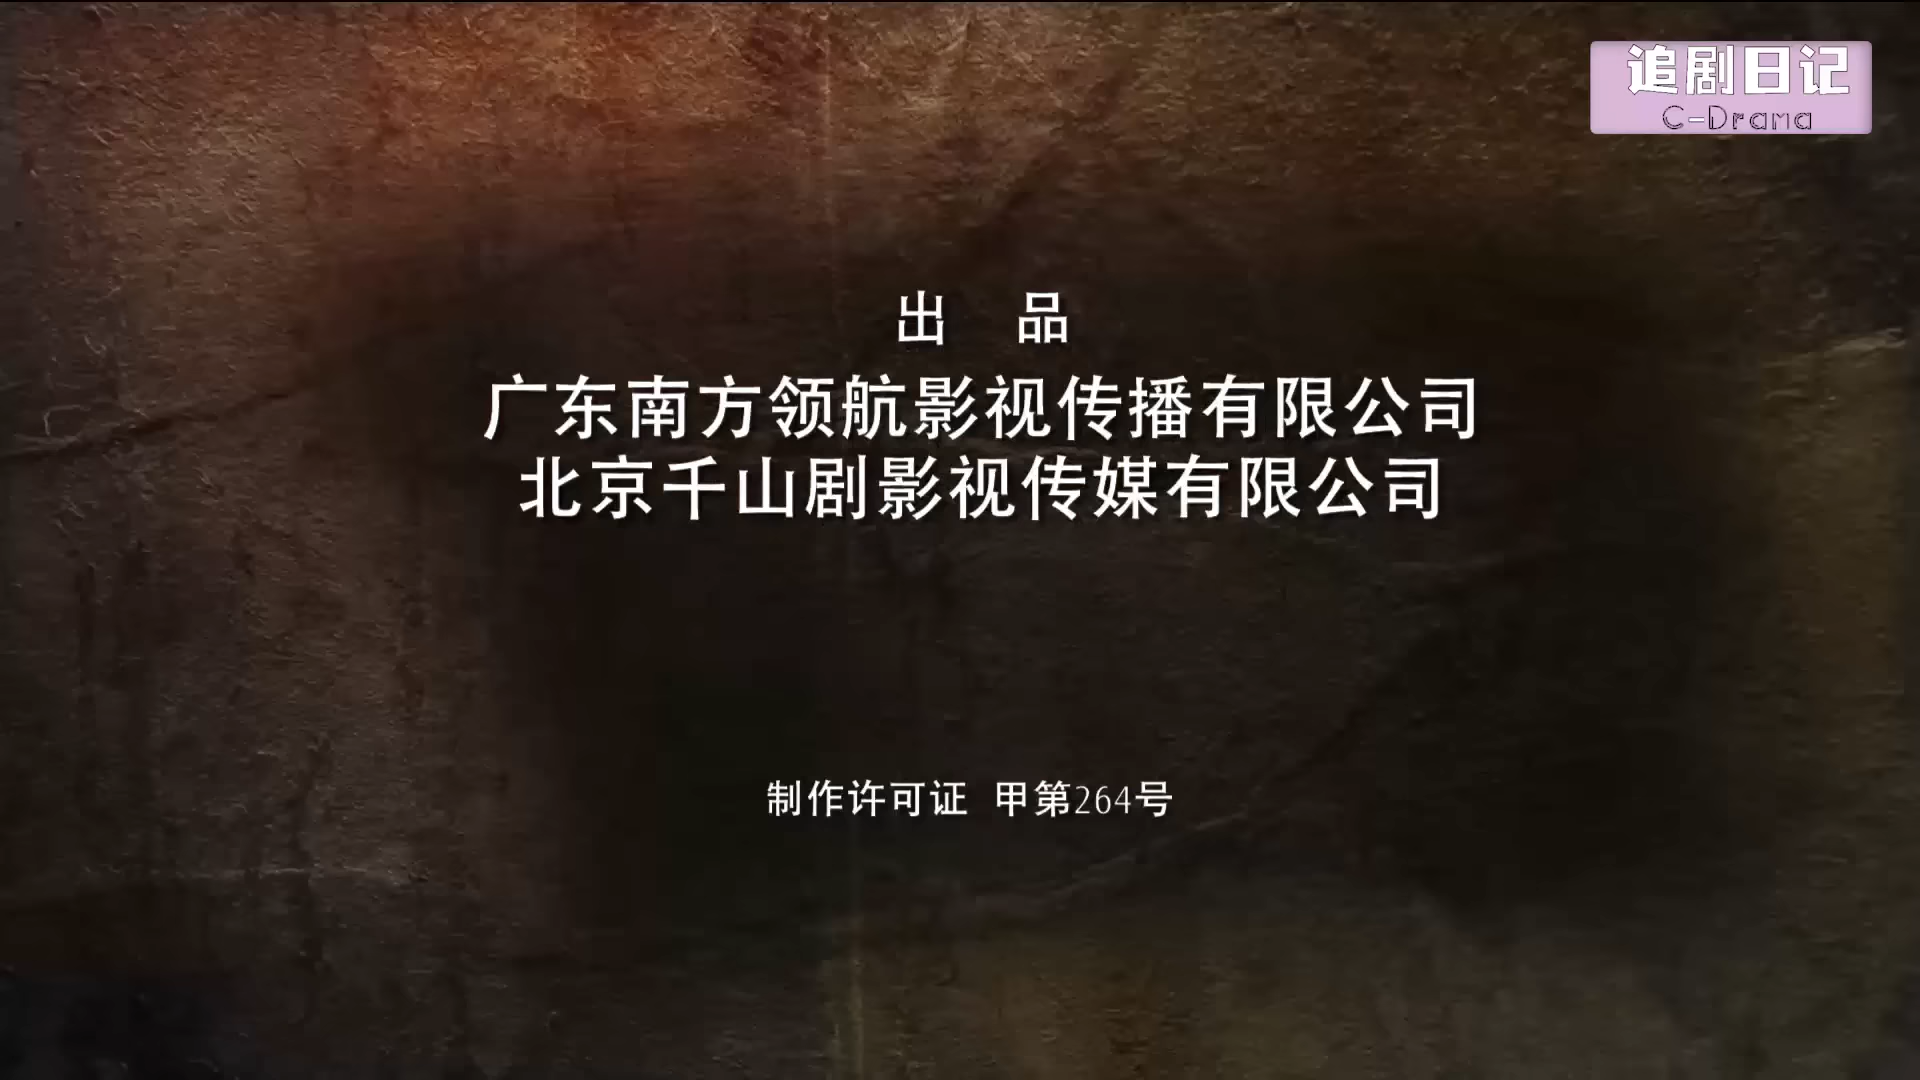 追剧日记
C-Drama
出 品
广东南方领航影视传播有限公司
北京千山剧影视传媒有限公司
制作许可证 甲第264号